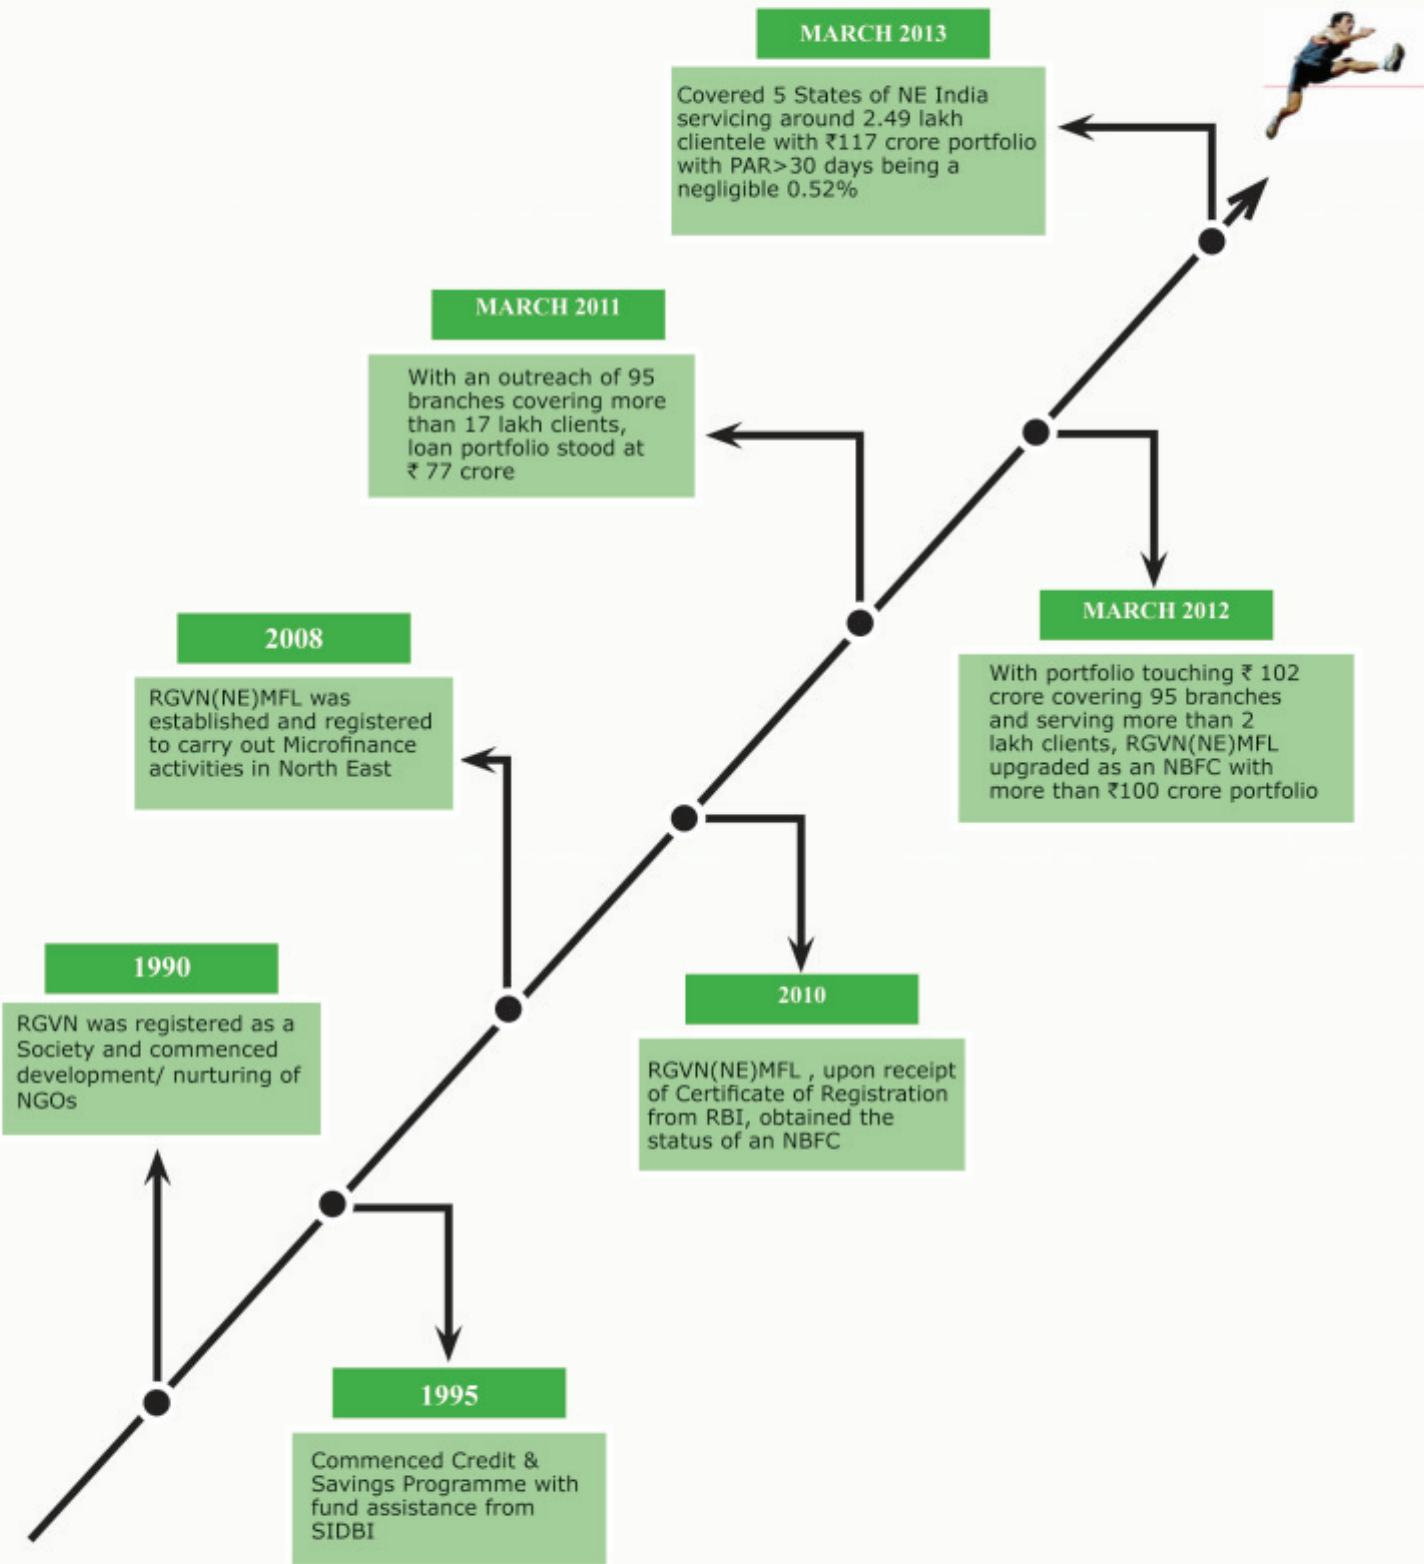 MARCH 2013
Covered 5 States of NE India
servicing around 2.49 lakh
clientele with ₹117 crore portfolio
with PAR>30 days being a
negligible 0.52%
MARCH 2011
With an outreach of 95
branches covering more
than 17 lakh clients,
loan portfolio stood at
₹ 77 crore
MARCH 2012
With portfolio touching ₹ 102
crore covering 95 branches
and serving more than 2
lakh clients, RGVN(NE)MFL
upgraded as an NBFC with
more than ₹100 crore portfolio
2008
RGVN(NE)MFL was
established and registered
to carry out Microfinance
activities in North East
1990
RGVN was registered as a
Society and commenced
development/ nurturing of
NGOs
2010
RGVN(NE)MFL , upon receipt
of Certificate of Registration
from RBI, obtained the
status of an NBFC
1995
Commenced Credit &
Savings Programme with
fund assistance from
SIDBI